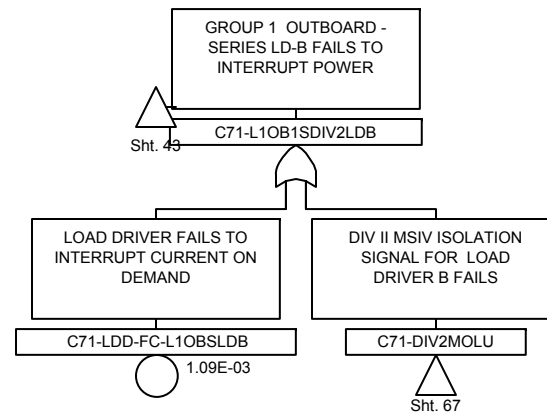 GROUP 1 OUTBOARD -
SERIES LD-B FAILS TO
INTERRUPT POWER
Sht. 43
C71-L1OB1SDIV2LDB
LOAD DRIVER FAILS TO
INTERRUPT CURRENT ON
DEMAND
C71-LDD-FC-L1OBSLDB
1.09E-03
DIV II MSIV ISOLATION
SIGNAL FOR LOAD
DRIVER B FAILS
C71-DIV2MOLU
Sht. 67